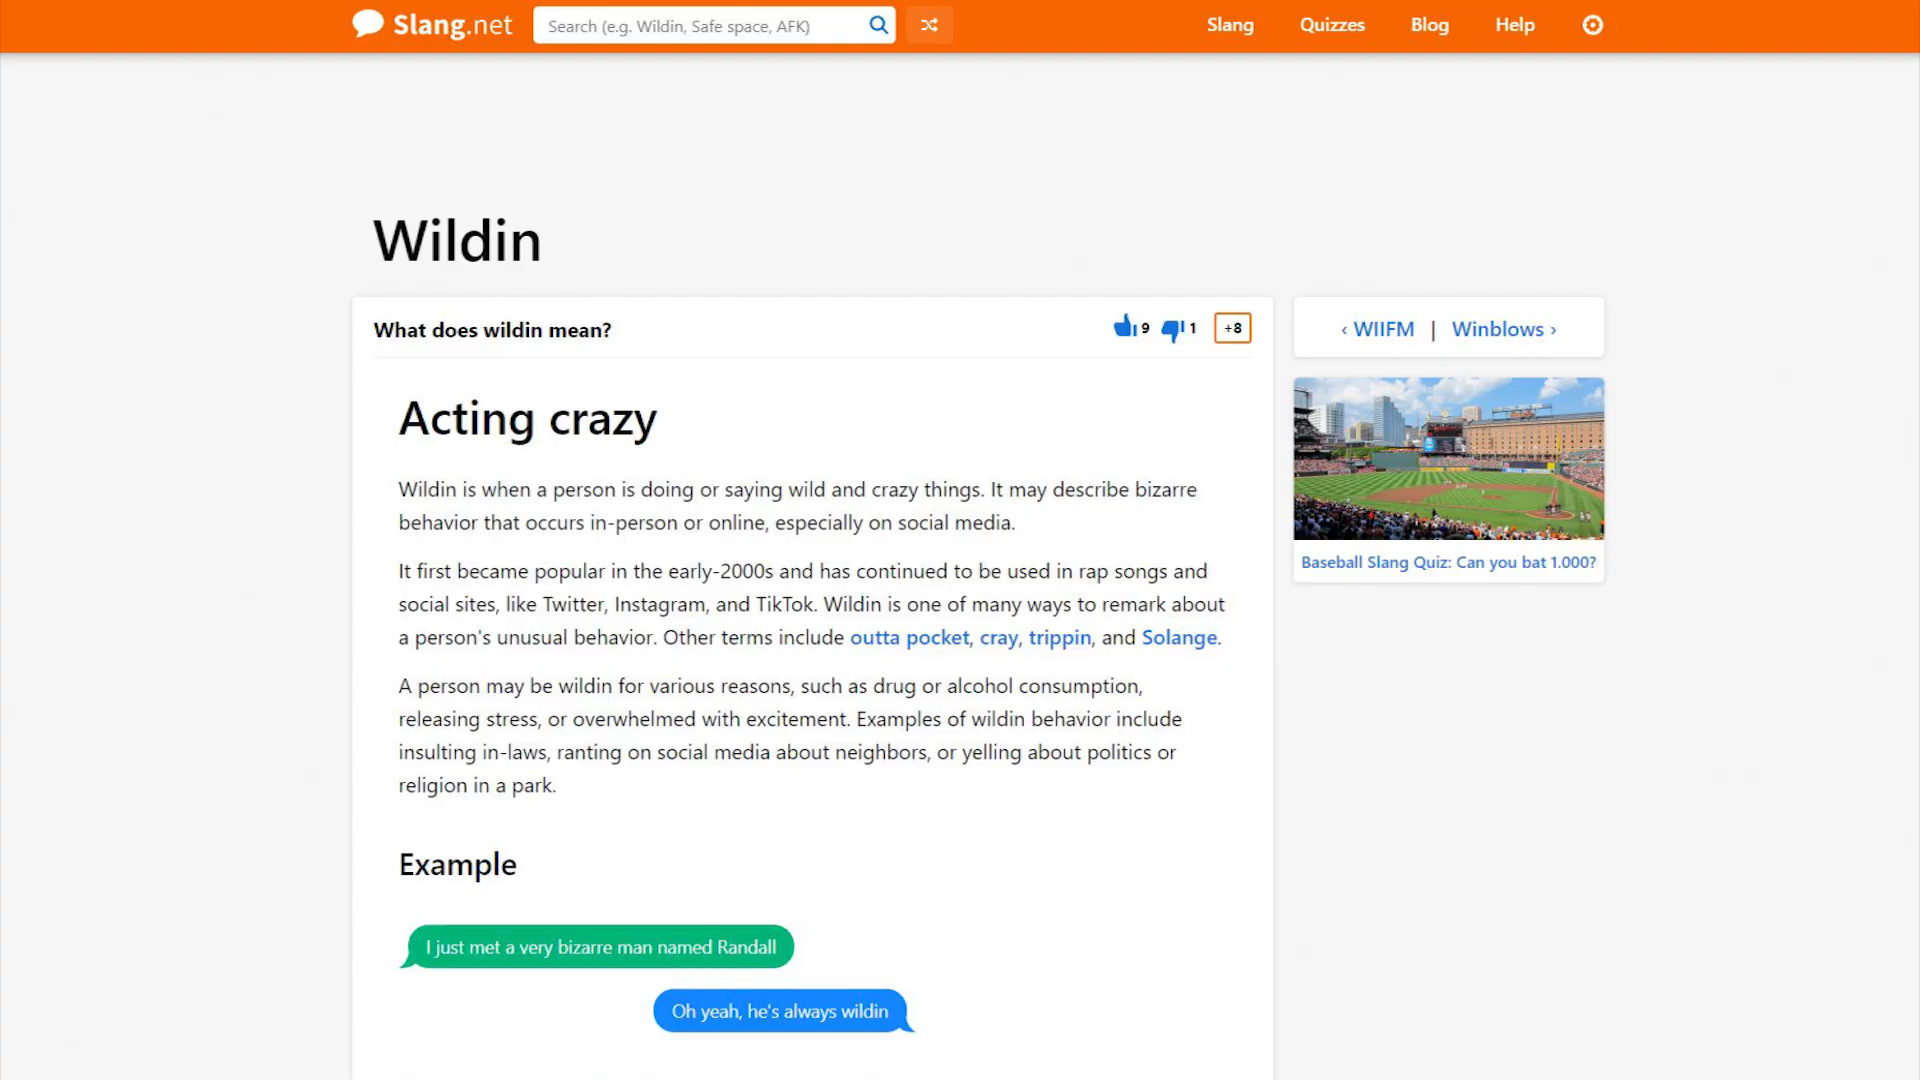 Slang.net
Search (e.g. Wildin, Safe space, AFK)
Slang
Quizzes
Blog
Help
Wildin
What does wildin mean?
9
1
+8
Acting crazy
Wildin is when a person is doing or saying wild and crazy things. It may describe bizarre
behavior that occurs in-person or online, especially on social media.
It first became popular in the early-2000s and has continued to be used in rap songs and
social sites, like Twitter, Instagram, and TikTok. Wildin is one of many ways to remark about
a person's unusual behavior. Other terms include outta pocket, cray, trippin, and Solange.
A person may be wildin for various reasons, such as drug or alcohol consumption,
releasing stress, or overwhelmed with excitement. Examples of wildin behavior include
insulting in-laws, ranting on social media about neighbors, or yelling about politics or
religion in a park.
Example
I just met a very bizarre man named Randall
Oh yeah, he's always wildin
‹ WIIFM | Winblows ›
Baseball Slang Quiz: Can you bat 1.000?